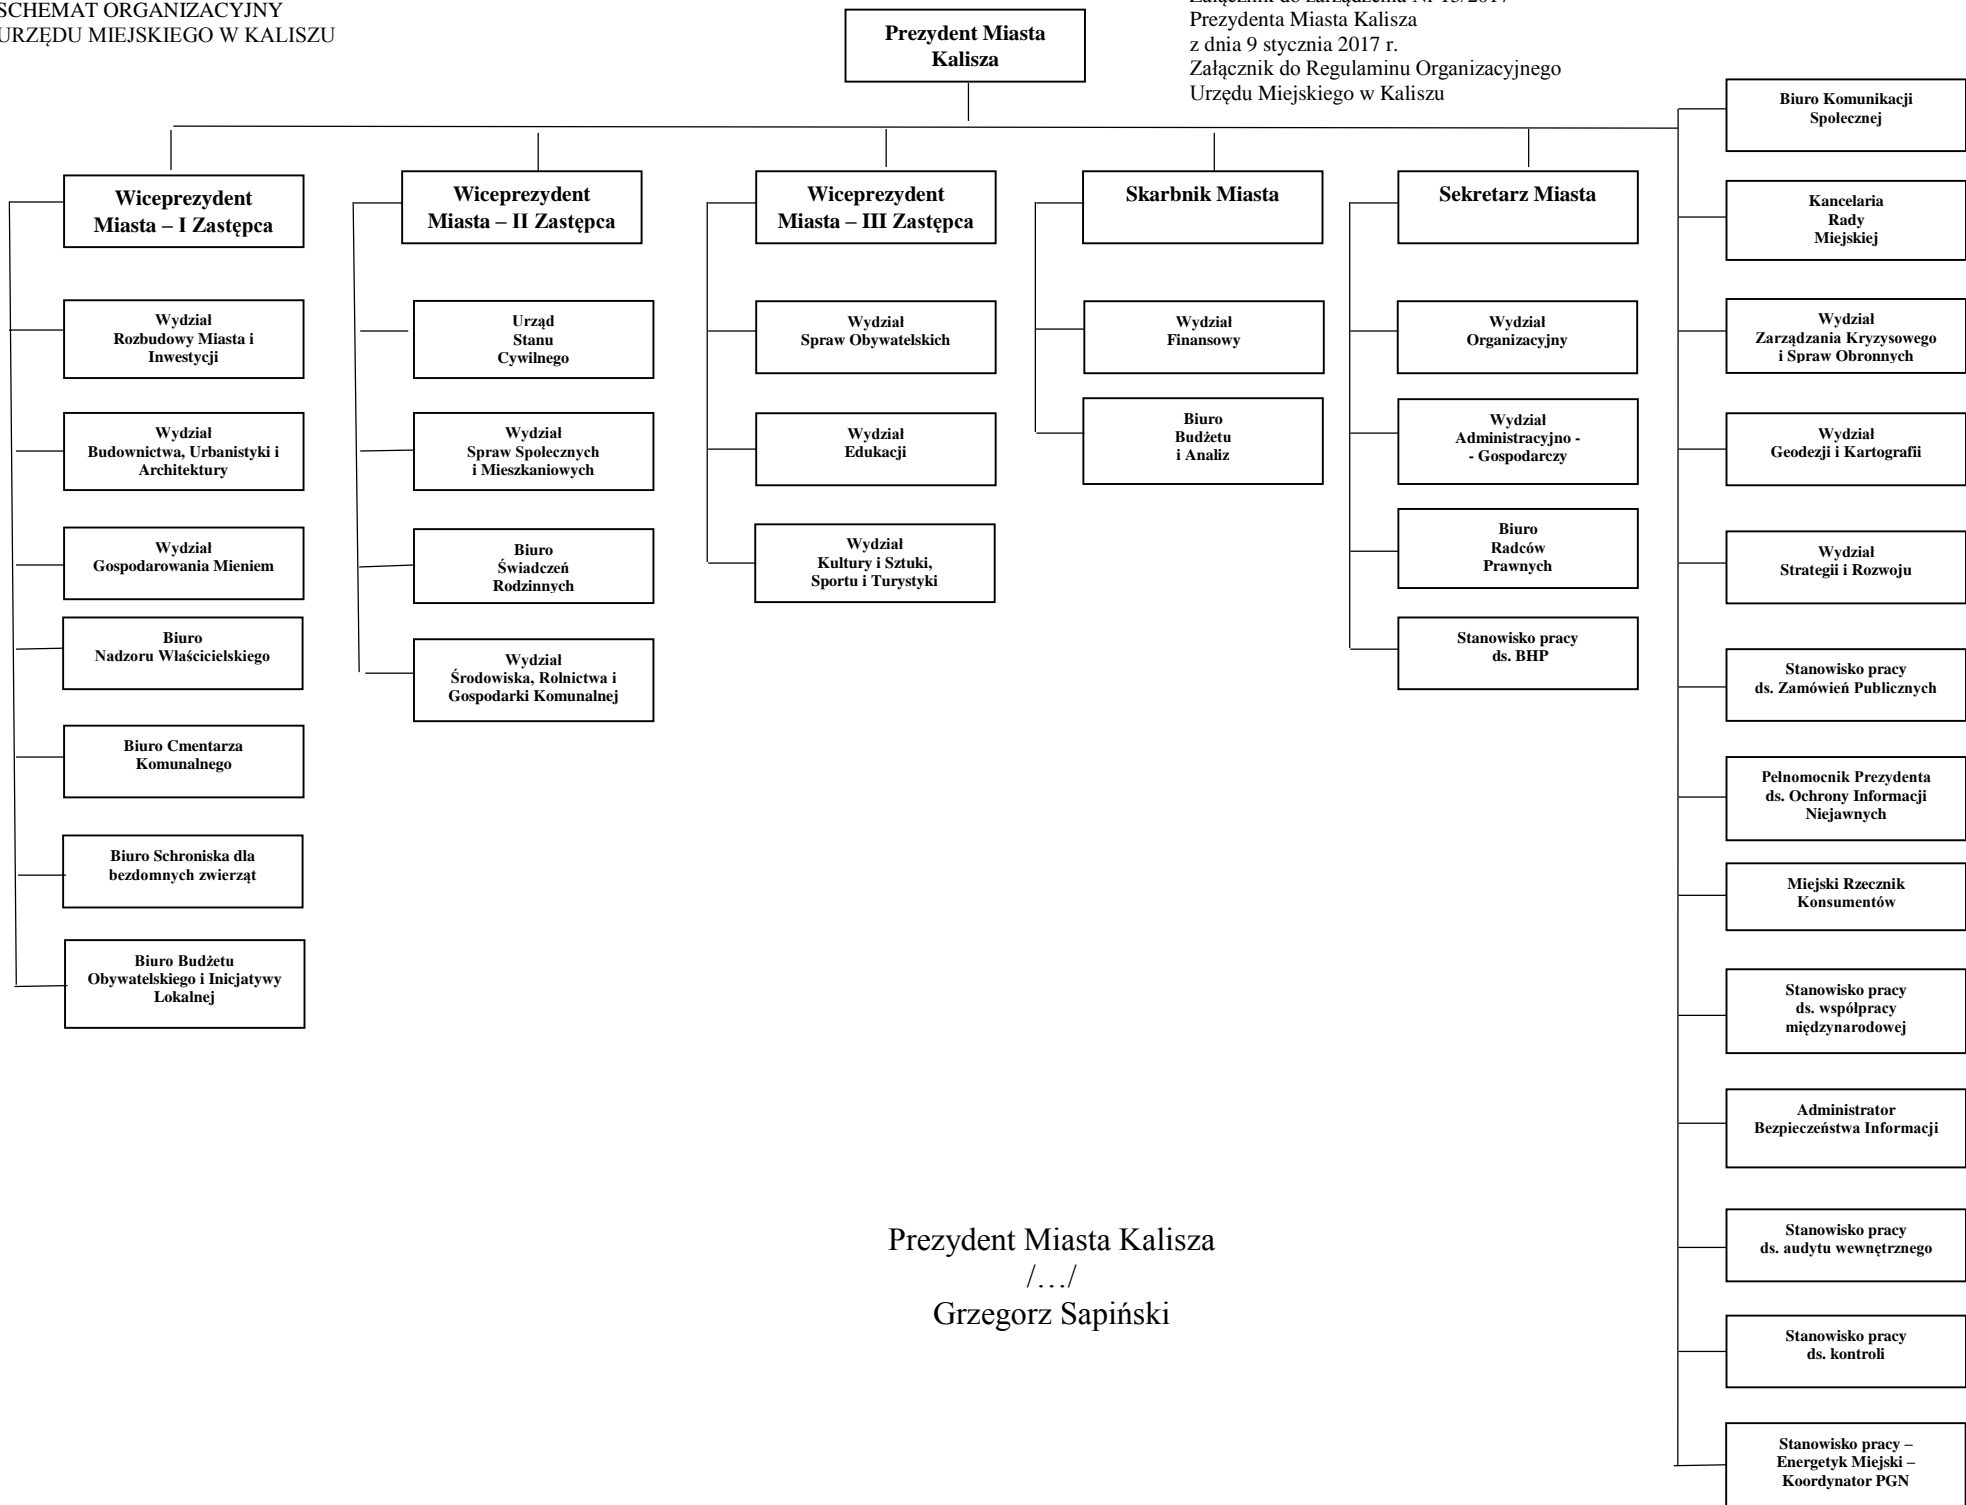 SCHEMAT ORGANIZACYJNY
URZĘDU MIEJSKIEGO W KALISZU
Prezydent Miasta
Kalisza
Załącznik do zarządzenia Nr 13/2017
Prezydenta Miasta Kalisza
z dnia 9 stycznia 2017 r.
Załącznik do Regulaminu Organizacyjnego
Urzędu Miejskiego w Kaliszu
Wiceprezydent
Miasta – I Zastępca
Wydział
Rozbudowy Miasta i
Inwestycji
Wydział
Budownictwa, Urbanistyki i
Architektury
Wydział
Gospodarowania Mieniem
Biuro
Nadzoru Właścicielskiego
Biuro Cmentarza
Komunalnego
Biuro Schroniska dla
bezdomnych zwierząt
Biuro Budżetu
Obywatelskiego i Inicjatywy
Lokalnej
Wiceprezydent
Miasta – II Zastępca
Urząd
Stanu
Cywilnego
Wydział
Spraw Społecznych
i Mieszkaniowych
Biuro
Świadczeń
Rodzinnych
Wydział
Środowiska, Rolnictwa i
Gospodarki Komunalnej
Wiceprezydent
Miasta – III Zastępca
Wydział
Spraw Obywatelskich
Wydział
Edukacji
Wydział
Kultury i Sztuki,
Sportu i Turystyki
Skarbnik Miasta
Wydział
Finansowy
Biuro
Budżetu
i Analiz
Sekretarz Miasta
Wydział
Organizacyjny
Wydział
Administracyjno -
- Gospodarczy
Biuro
Radców
Prawnych
Stanowisko pracy
ds. BHP
Biuro Komunikacji
Społecznej
Kancelaria
Rady
Miejskiej
Wydział
Zarządzania Kryzysowego
i Spraw Obronnych
Wydział
Geodezji i Kartografii
Wydział
Strategii i Rozwoju
Stanowisko pracy
ds. Zamówień Publicznych
Pełnomocnik Prezydenta
ds. Ochrony Informacji
Niejawnych
Miejski Rzecznik
Konsumentów
Stanowisko pracy
ds. współpracy
międzynarodowej
Administrator
Bezpieczeństwa Informacji
Stanowisko pracy
ds. audytu wewnętrznego
Stanowisko pracy
ds. kontroli
Stanowisko pracy –
Energetyk Miejski –
Koordynator PGN
Prezydent Miasta Kalisza
/…/
Grzegorz Sapiński